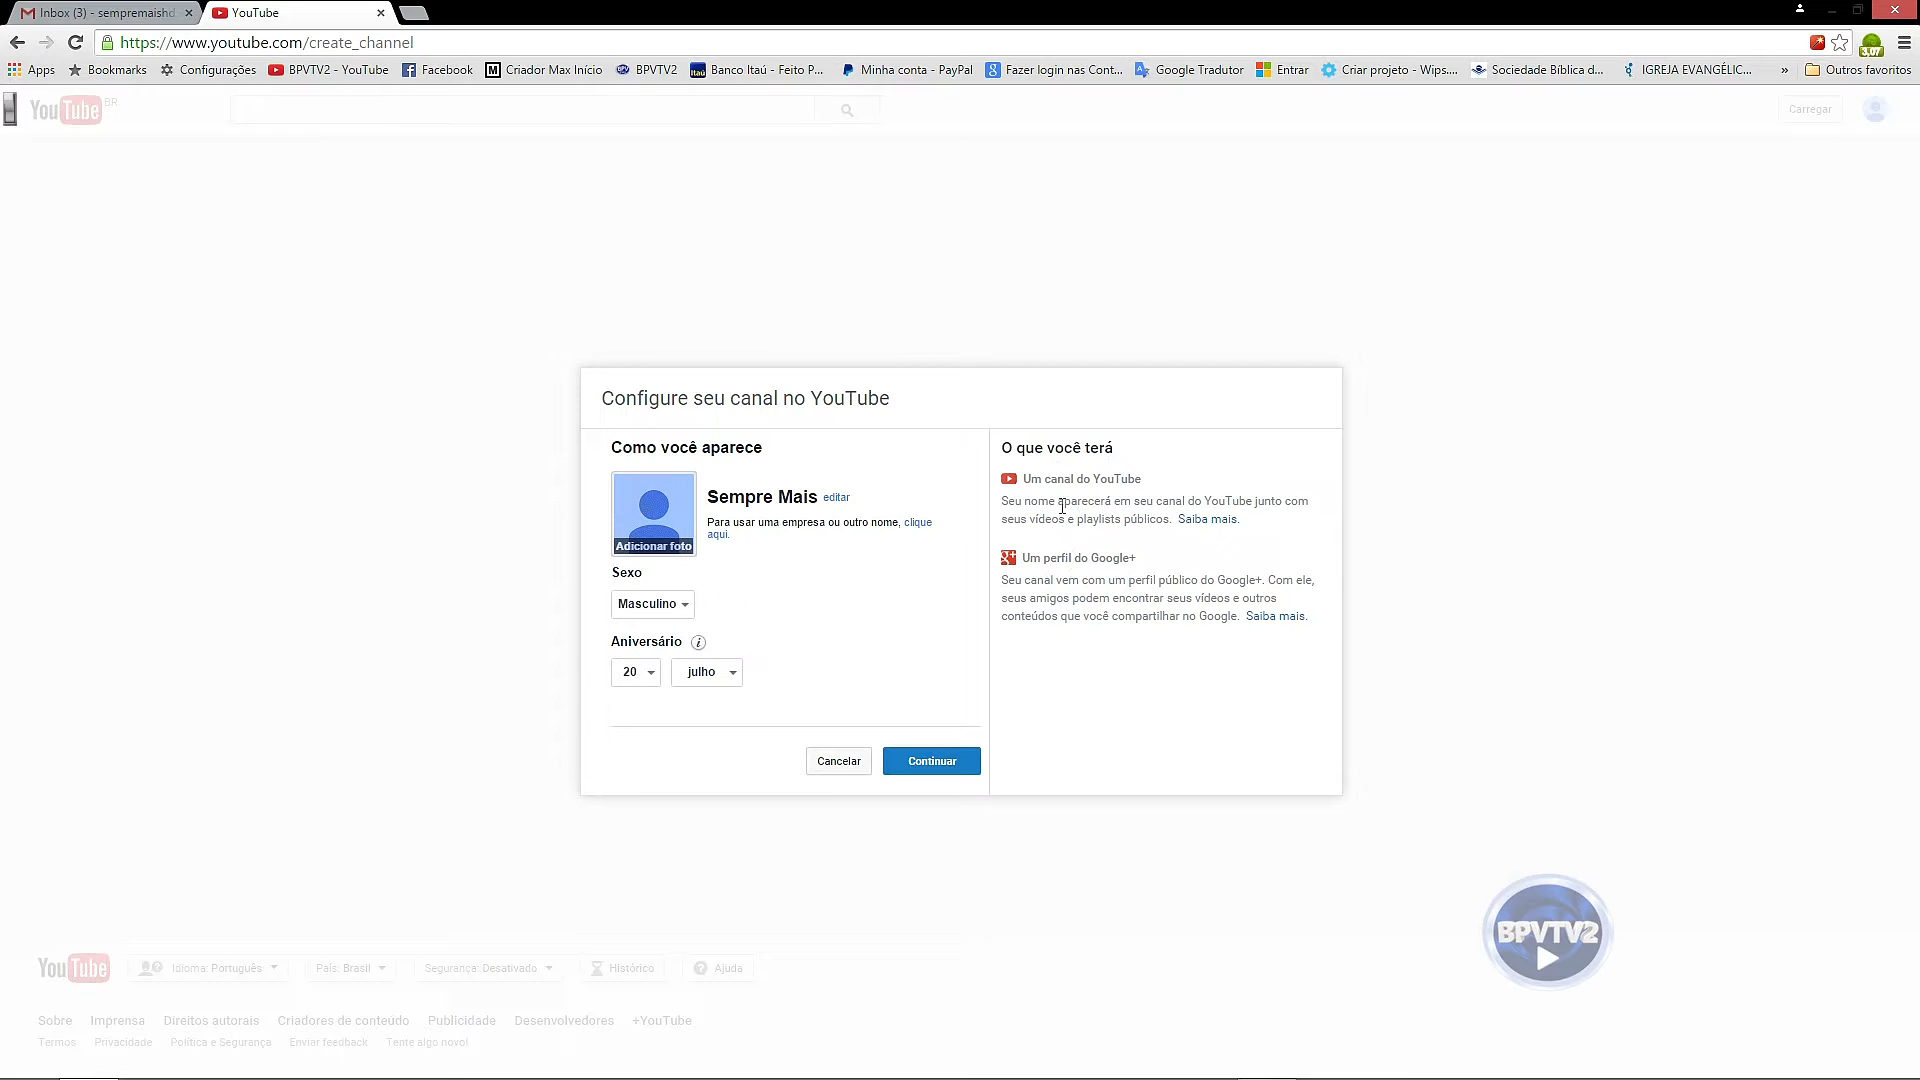 Inbox (3) - sempremaishd
YouTube
https://www.youtube.com/create_channel
3.07
Apps
Bookmarks
Configurações
BPVTV2 - YouTube
Facebook
M
Criador Max Início
BPVTV2
Itaú
Banco Itaú - Feito P...
Minha conta - PayPal
Fazer login nas Cont...
Google Tradutor
Entrar
Criar projeto - Wips....
Sociedade Bíblica d...
IGREJA EVANGÉLIC...
»
Outros favoritos
YouTube BR
Carregar
Configure seu canal no YouTube
Como você aparece
Adicionar foto
Sempre Mais editar
Para usar uma empresa ou outro nome, clique
aqui.
Sexo
Masculino
Aniversário i
20 julho
Cancelar
Continuar
O que você terá
Um canal do YouTube
Seu nome aparecerá em seu canal do YouTube junto com
seus vídeos e playlists públicos. Saiba mais.
Um perfil do Google+
Seu canal vem com um perfil público do Google+. Com ele,
seus amigos podem encontrar seus vídeos e outros
conteúdos que você compartilhar no Google. Saiba mais.
BPVTV2
YouTube
Idioma: Português
País: Brasil
Segurança: Desativado
Histórico
Ajuda
Sobre Imprensa Direitos autorais Criadores de conteúdo Publicidade Desenvolvedores +YouTube
Termos Privacidade Política e Segurança Enviar feedback Tente algo novo!